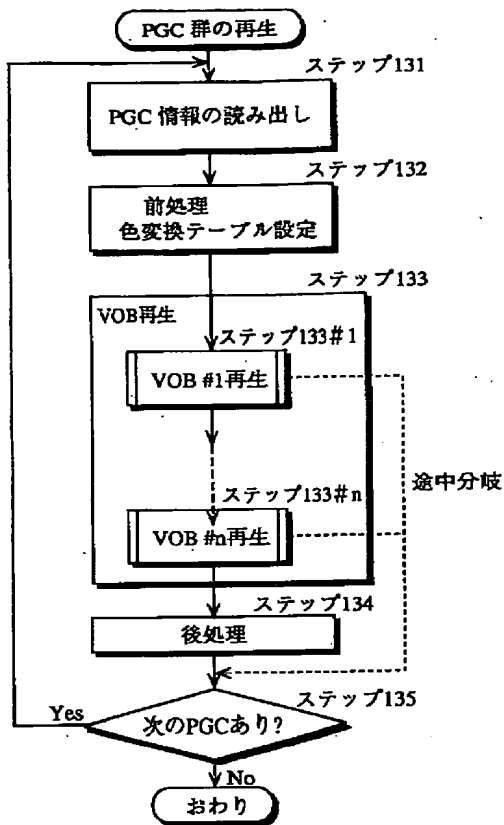 PGC 群の再生
ステップ131
PGC 情報の読み出し
ステップ132
前処理
色変換テーブル設定
ステップ133
VOB再生
ステップ133#1
VOB #1再生
途中分岐
ステップ133#n
VOB #n再生
ステップ134
後処理
ステップ135
Yes
次のPGCあり?
No
おわり